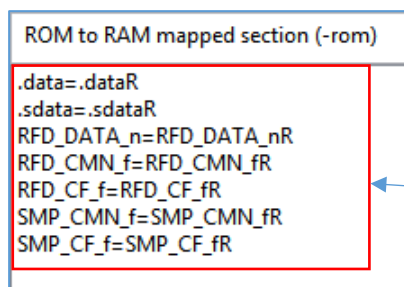 ROM to RAM mapped section (-rom)
.data=.dataR
.sdata=.sdataR
RFD_DATA_n=RFD_DATA_nR
RFD_CMN_f=RFD_CMN_fR
RFD_CF_f=RFD_CF_fR
SMP_CMN_f=SMP_CMN_fR
SMP_CF_f=SMP_CF_fR